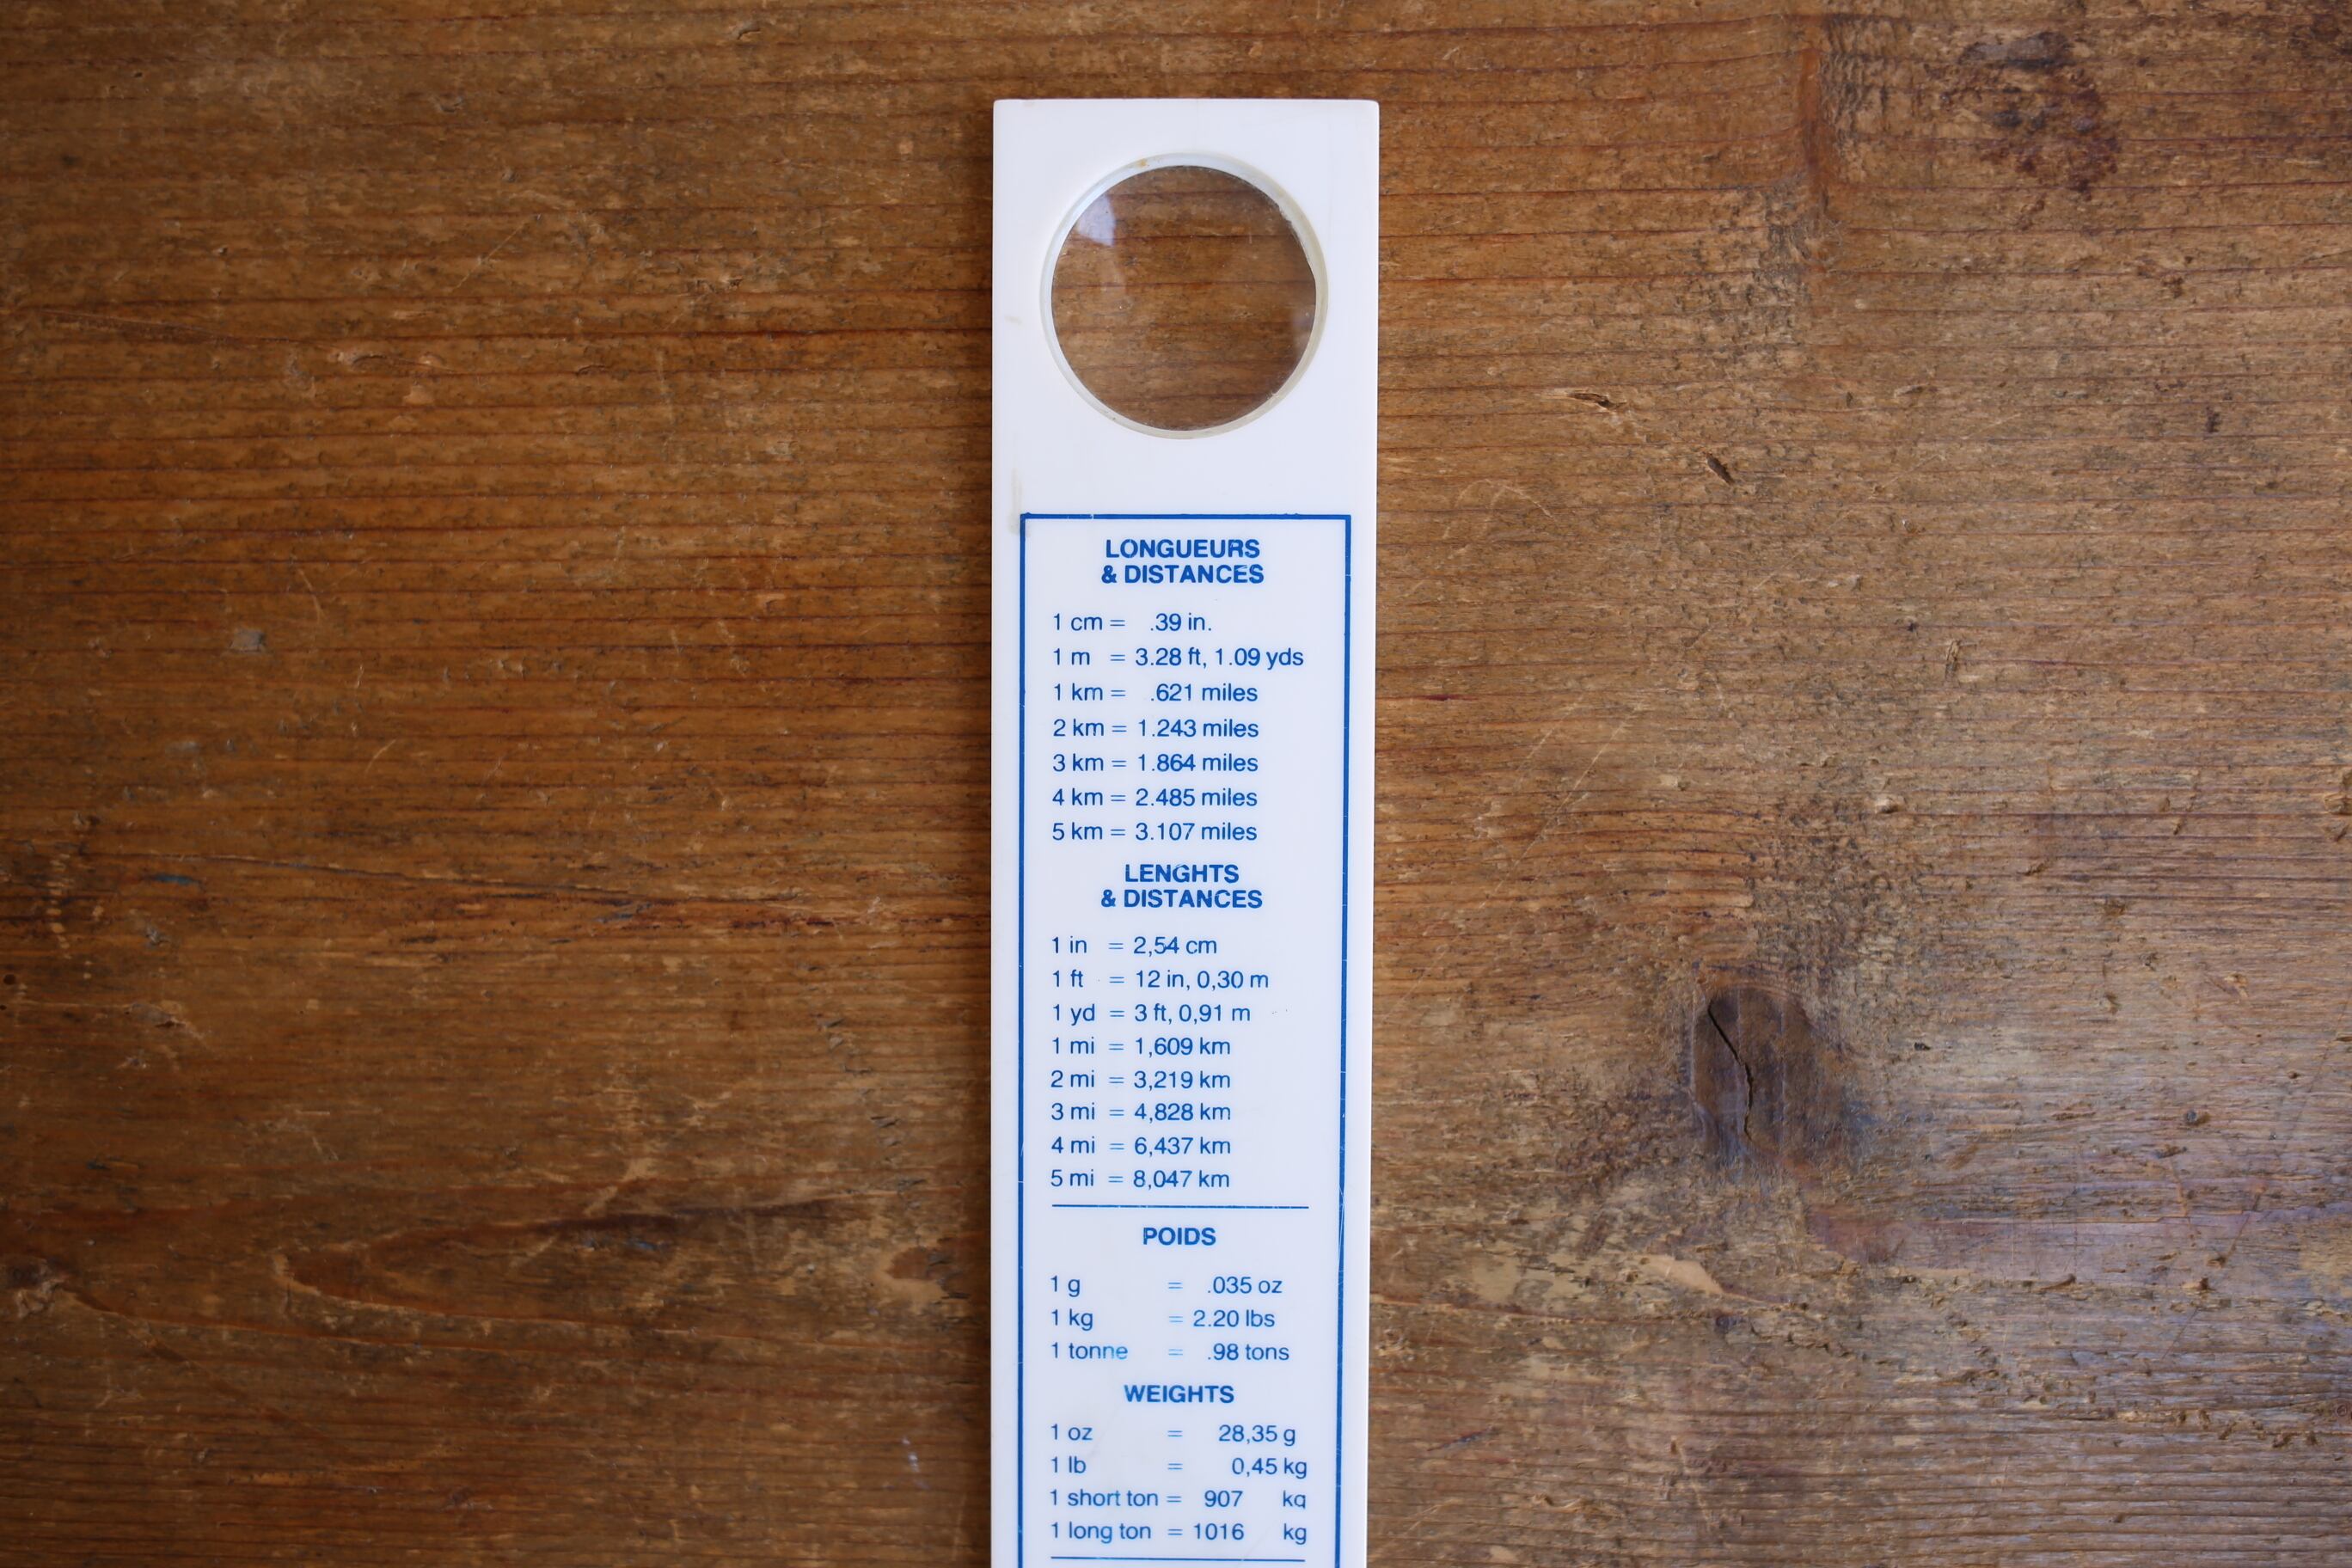 LONGUEURS
& DISTANCES
1 cm = .39 in.
1 m = 3.28 ft, 1.09 yds
1 km = .621 miles
2 km = 1.243 miles
3 km = 1.864 miles
4 km = 2.485 miles
5 km = 3.107 miles
LENGHTS
& DISTANCES
1 in = 2,54 cm
1 ft = 12 in, 0,30 m
1 yd = 3 ft, 0,91 m
1 mi = 1,609 km
2 mi = 3,219 km
3 mi = 4,828 km
4 mi = 6,437 km
5 mi = 8,047 km
POIDS
1 g = .035 oz
1 kg = 2.20 lbs
1 tonne = .98 tons
WEIGHTS
1 oz = 28,35 g
1 lb = 0,45 kg
1 short ton = 907 kg
1 long ton = 1016 kg